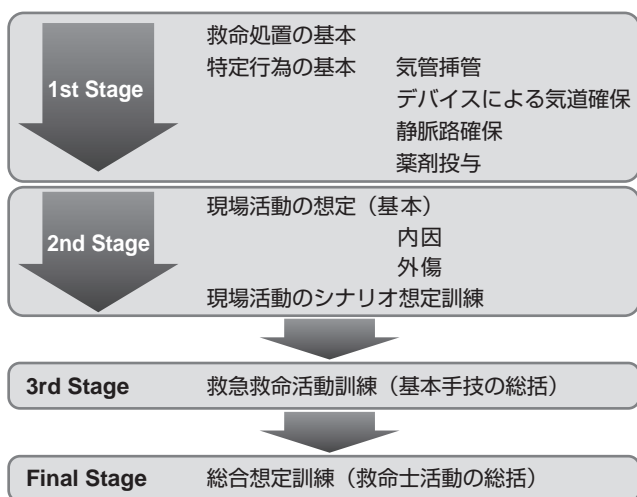 1st Stage
救命処置の基本
特定行為の基本 気管挿管
デバイスによる気道確保
静脈路確保
薬剤投与
2nd Stage
現場活動の想定（基本）
内因
外傷
現場活動のシナリオ想定訓練
3rd Stage 救急救命活動訓練（基本手技の総括）
Final Stage 総合想定訓練（救命士活動の総括）